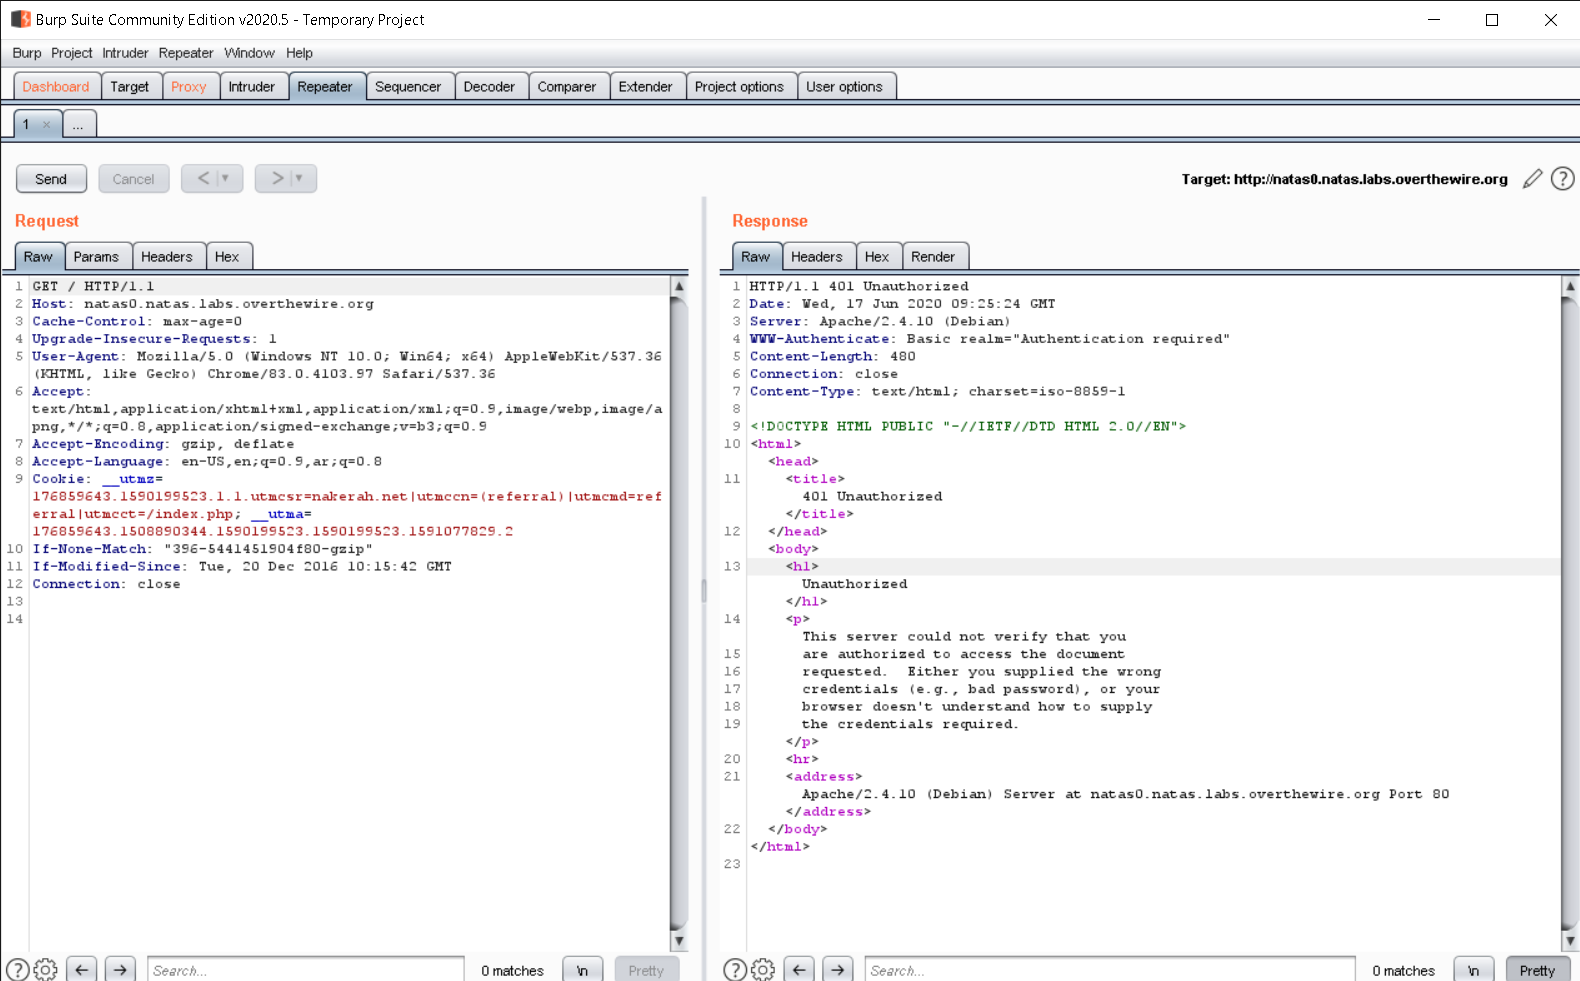 Burp Suite Community Edition v2020.5 - Temporary Project
Burp Project Intruder Repeater Window Help
Dashboard Target Proxy Intruder Repeater Sequencer Decoder Comparer Extender Project options User options
1 × ...
Send Cancel < > Target: http://natas0.natas.labs.overthewire.org ?
Request
Raw Params Headers Hex
1 GET / HTTP/1.1
2 Host: natas0.natas.labs.overthewire.org
3 Cache-Control: max-age=0
4 Upgrade-Insecure-Requests: 1
5 User-Agent: Mozilla/5.0 (Windows NT 10.0; Win64; x64) AppleWebKit/537.36
(KHTML, like Gecko) Chrome/83.0.4103.97 Safari/537.36
6 Accept:
text/html,application/xhtml+xml,application/xml;q=0.9,image/webp,image/a
png,*/*;q=0.8,application/signed-exchange;v=b3;q=0.9
7 Accept-Encoding: gzip, deflate
8 Accept-Language: en-US,en;q=0.9,ar;q=0.8
9 Cookie: __utmz=
176859643.1590199523.1.1.utmcsr=nakerah.net|utmccn=(referral)|utmcmd=ref
erral|utmcct=/index.php; __utma=
176859643.1508890344.1590199523.1590199523.1591077829.2
10 If-None-Match: "396-5441451904f80-gzip"
11 If-Modified-Since: Tue, 20 Dec 2016 10:15:42 GMT
12 Connection: close
13
14
? Search... 0 matches \n Pretty
Response
Raw Headers Hex Render
1 HTTP/1.1 401 Unauthorized
2 Date: Wed, 17 Jun 2020 09:25:24 GMT
3 Server: Apache/2.4.10 (Debian)
4 WWW-Authenticate: Basic realm="Authentication required"
5 Content-Length: 480
6 Connection: close
7 Content-Type: text/html; charset=iso-8859-1
8
9 <!DOCTYPE HTML PUBLIC "-//IETF//DTD HTML 2.0//EN">
10 <html>
<head>
11 <title>
401 Unauthorized
</title>
12 </head>
<body>
13 <h1>
Unauthorized
</h1>
14 <p>
This server could not verify that you
15 are authorized to access the document
16 requested.  Either you supplied the wrong
17 credentials (e.g., bad password), or your
18 browser doesn't understand how to supply
19 the credentials required.
</p>
20 <hr>
21 <address>
Apache/2.4.10 (Debian) Server at natas0.natas.labs.overthewire.org Port 80
</address>
22 </body>
</html>
23
? Search... 0 matches \n Pretty